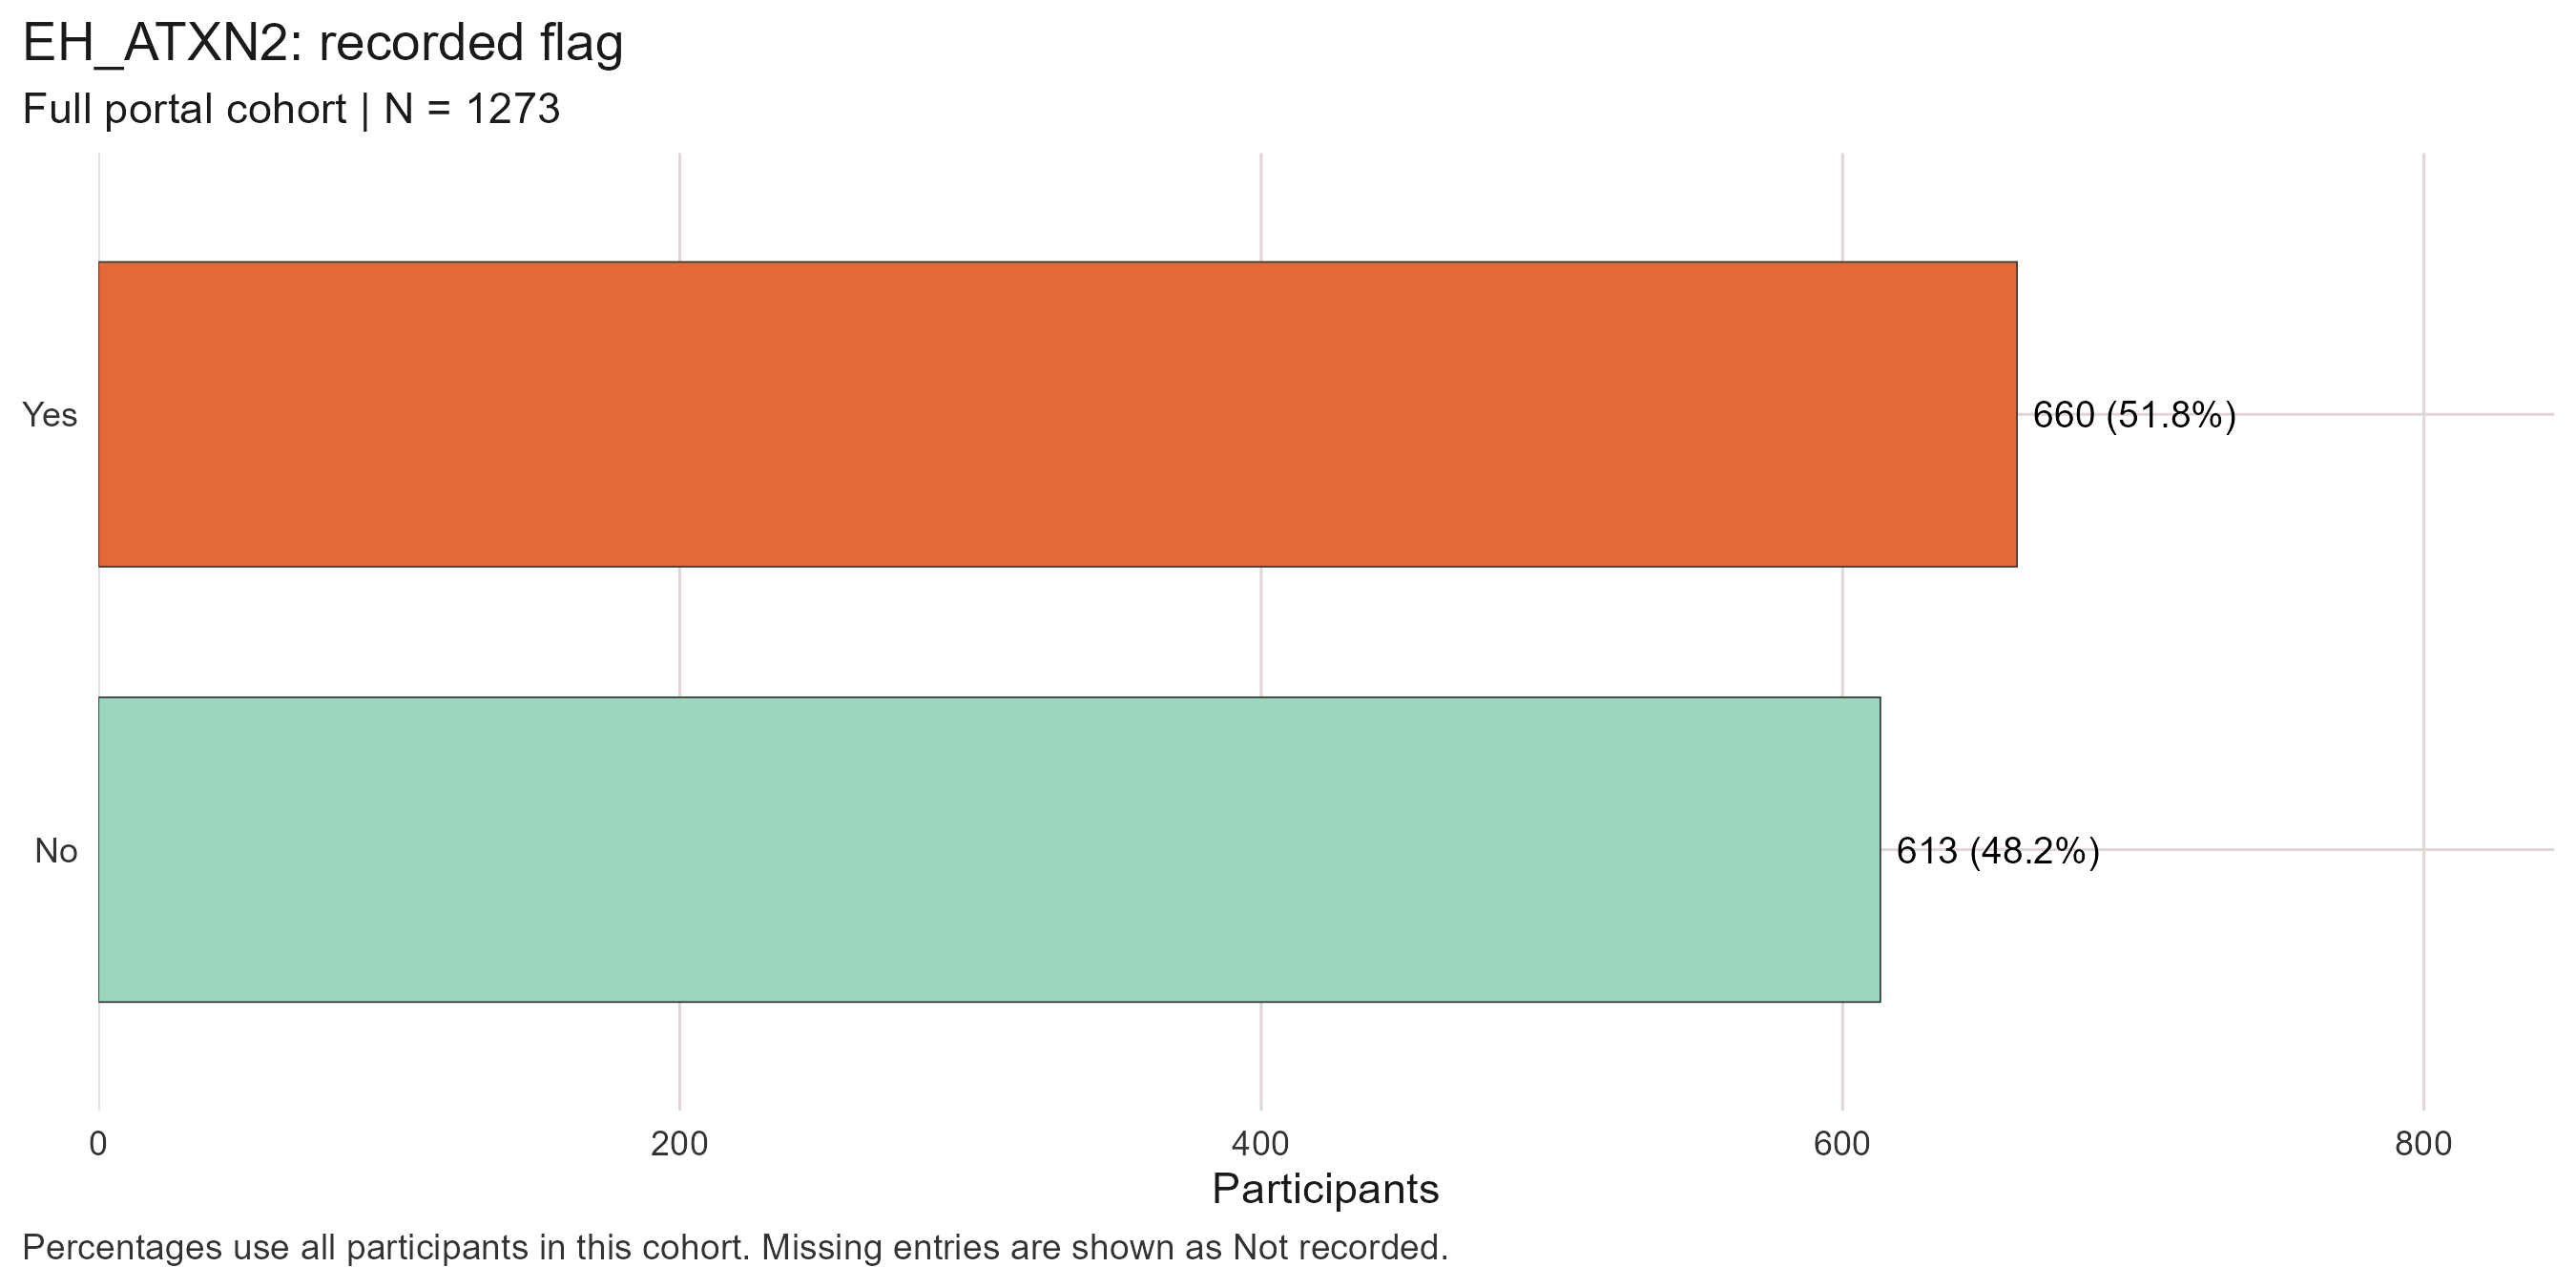 EH_ATXN2: recorded flag
Full portal cohort | N = 1273
Yes
660 (51.8%)
No
613 (48.2%)
0 200 400 600 800
Participants
Percentages use all participants in this cohort. Missing entries are shown as Not recorded.